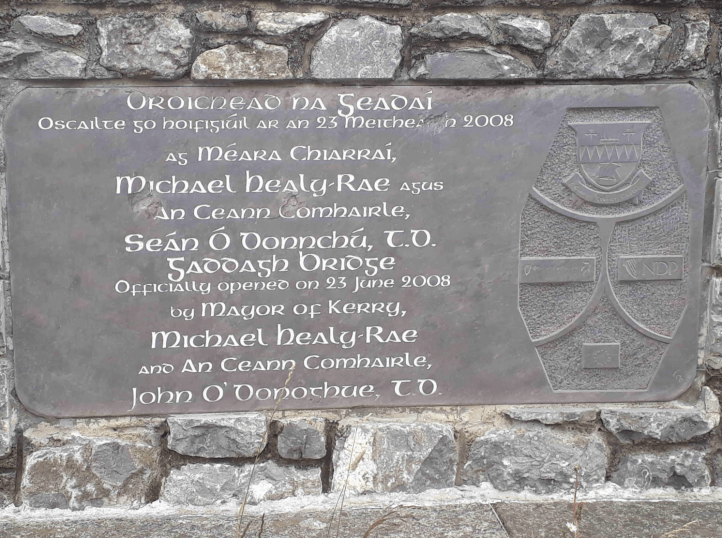 Droichead na Geadaí
Oscailte go hoifigiúil ar an 23 Meitheamh 2008
ag Méara Chiarraí,
Michael Healy-Rae agus
An Ceann Comhairle,
Seán Ó Donnchú, T.D.
Gaddagh Bridge
Officially opened on 23 June 2008
by Mayor of Kerry,
Michael Healy-Rae
and An Ceann Comhairle,
John O'Donoghue, T.D.
NDP